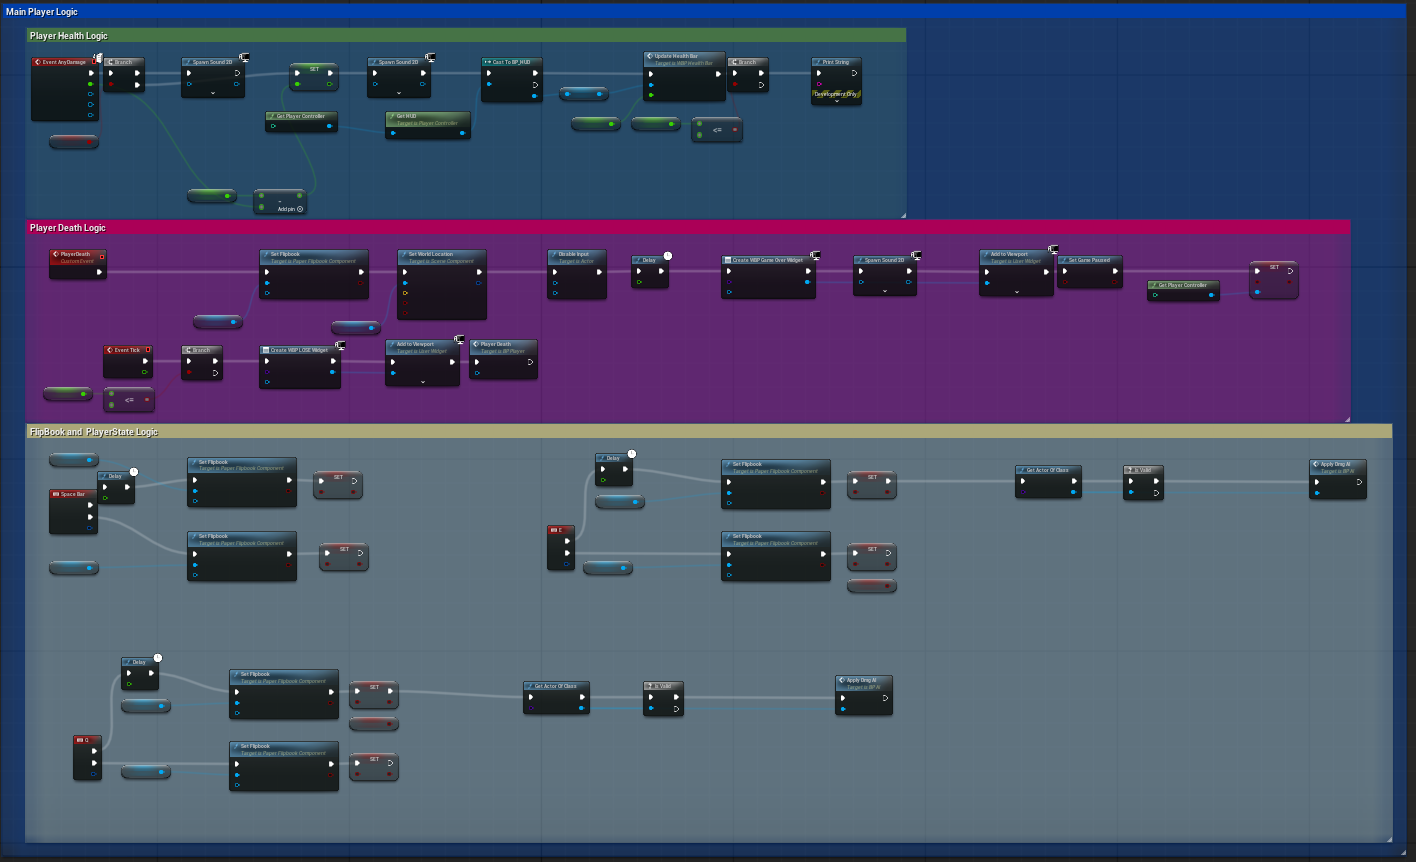 Main Player Logic
Player Health Logic
Event AnyDamage
Branch
Spawn Sound 2D
SET
Spawn Sound 2D
Cast To BP_HUD
Update Health Bar
Target is WBP Health Bar
Branch
Print String
Development Only
Get Player Controller
Get HUD
Target is Player Controller
<=
-
Add pin
Player Death Logic
PlayerDeath
Custom Event
Set Flipbook
Target is Paper Flipbook Component
Set World Location
Target is Scene Component
Disable Input
Target is Actor
Delay
Create WBP Game Over Widget
Spawn Sound 2D
Add to Viewport
Target is User Widget
Set Game Paused
Get Player Controller
SET
Event Tick
Branch
Create WBP LOSE Widget
Add to Viewport
Target is User Widget
Player Death
Target is BP Player
<=
FlipBook and PlayerState Logic
Delay
Space Bar
Set Flipbook
Target is Paper Flipbook Component
SET
Set Flipbook
Target is Paper Flipbook Component
SET
Delay
E
Set Flipbook
Target is Paper Flipbook Component
SET
Get Actor Of Class
Is Valid
Apply Dmg AI
Target is BP AI
Set Flipbook
Target is Paper Flipbook Component
SET
Delay
Set Flipbook
Target is Paper Flipbook Component
SET
Get Actor Of Class
Is Valid
Apply Dmg AI
Target is BP AI
Q
Set Flipbook
Target is Paper Flipbook Component
SET